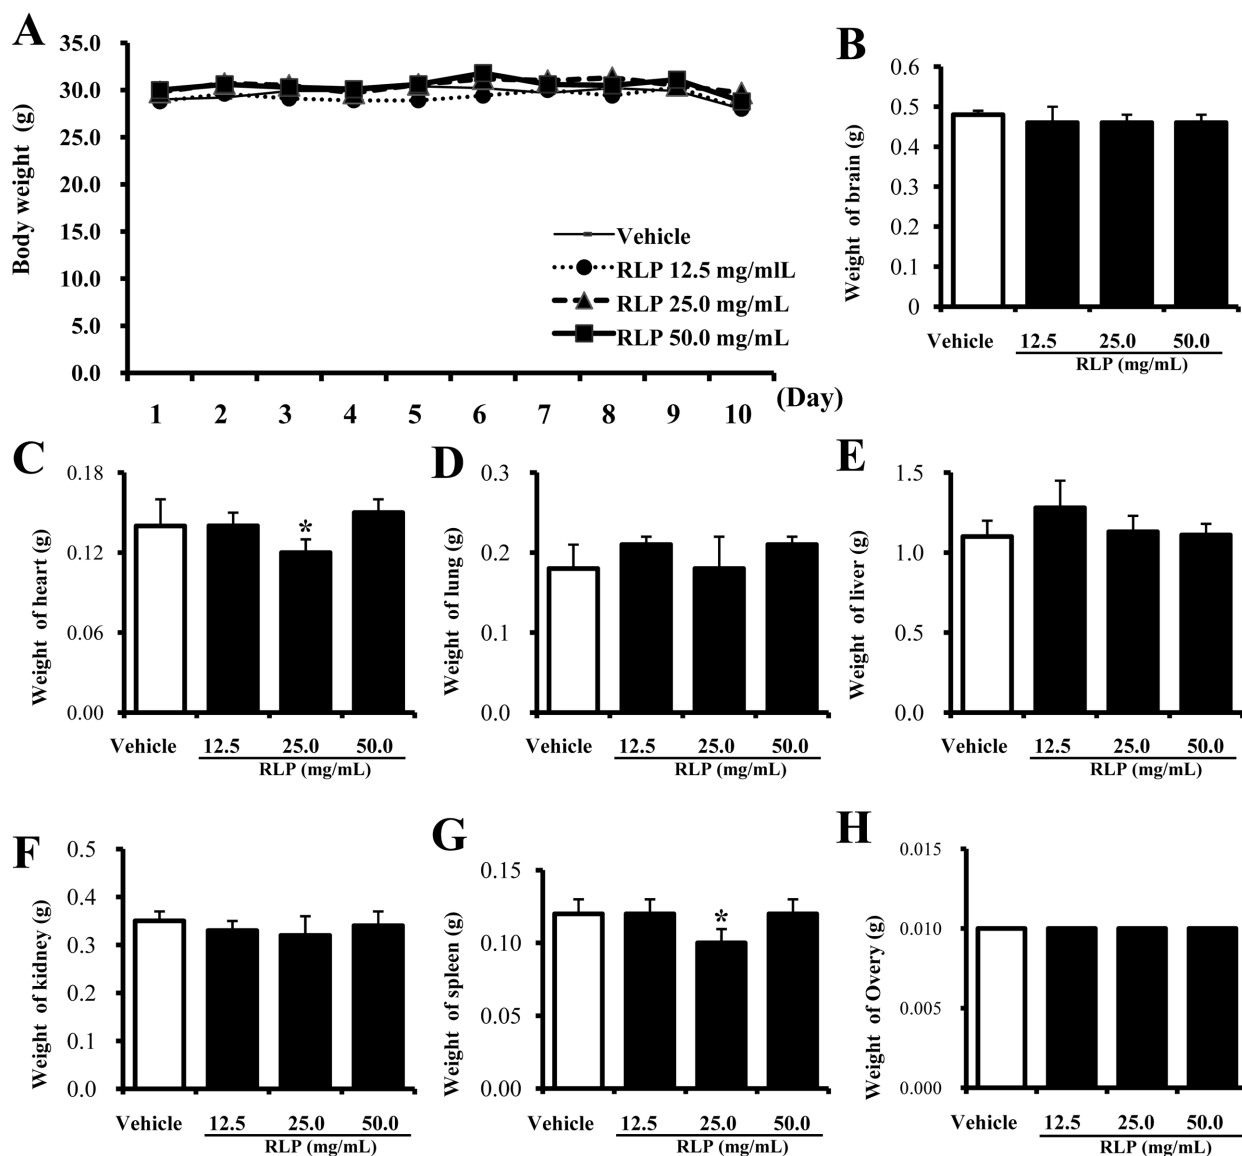 A
35.0
30.0
25.0
20.0
15.0
10.0
5.0
0.0
Body weight (g)
1 2 3 4 5 6 7 8 9 10 (Day)
Vehicle
RLP 12.5 mg/mlL
RLP 25.0 mg/mL
RLP 50.0 mg/mL
B
0.6
0.5
0.4
0.3
0.2
0.1
0
Weight of brain (g)
Vehicle 12.5 25.0 50.0
RLP (mg/mL)
C
0.18
0.12
0.06
0.00
Weight of heart (g)
*
Vehicle 12.5 25.0 50.0
RLP (mg/mL)
D
0.3
0.2
0.1
0.0
Weight of lung (g)
Vehicle 12.5 25.0 50.0
RLP (mg/mL)
E
1.5
1.0
0.5
0.0
Weight of liver (g)
Vehicle 12.5 25.0 50.0
RLP (mg/mL)
F
0.5
0.4
0.3
0.2
0.1
0.0
Weight of kidney (g)
Vehicle 12.5 25.0 50.0
RLP (mg/mL)
G
0.15
0.10
0.05
0.00
Weight of spleen (g)
*
Vehicle 12.5 25.0 50.0
RLP (mg/mL)
H
0.015
0.010
0.005
0.000
Weight of Overy (g)
Vehicle 12.5 25.0 50.0
RLP (mg/mL)